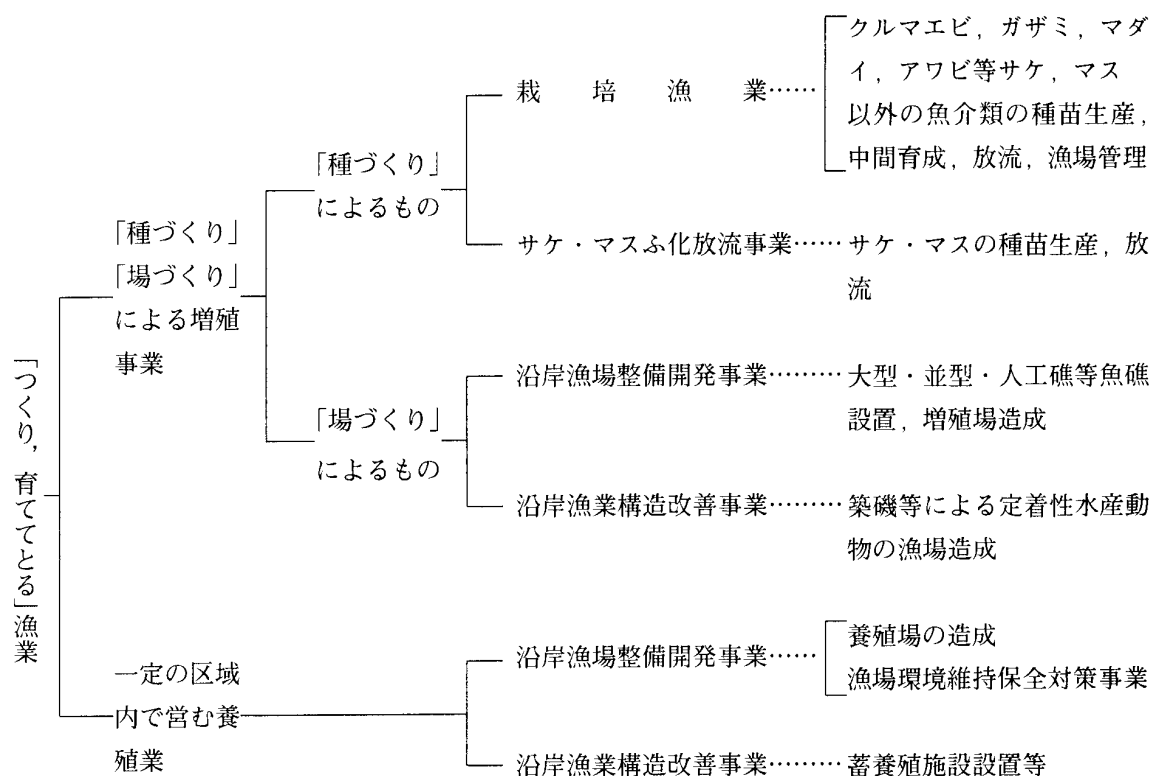 「つくり，育ててとる」漁業
「種づくり」
「場づくり」
による増殖
事業
「種づくり」
によるもの
栽培漁業……
クルマエビ，ガザミ，マダ
イ，アワビ等サケ，マス
以外の魚介類の種苗生産，
中間育成，放流，漁場管理
サケ・マスふ化放流事業……
サケ・マスの種苗生産，放
流
「場づくり」
によるもの
沿岸漁場整備開発事業………
大型・並型・人工礁等魚礁
設置，増殖場造成
沿岸漁業構造改善事業………
築磯等による定着性水産動
物の漁場造成
一定の区域
内で営む養
殖業
沿岸漁場整備開発事業……
養殖場の造成
漁場環境維持保全対策事業
沿岸漁業構造改善事業………
蓄養殖施設設置等